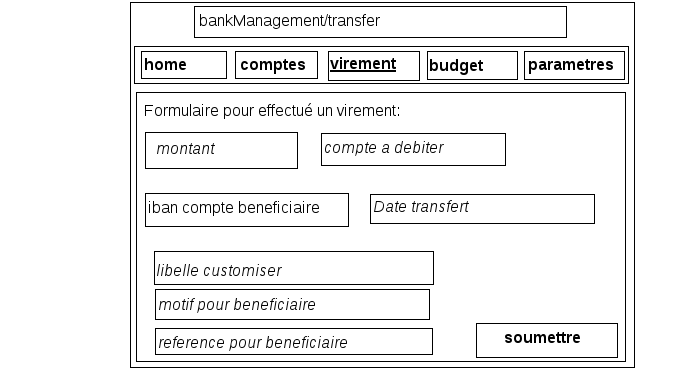 bankManagement/transfer
home comptes virement budget parametres
Formulaire pour effectué un virement:
montant compte a debiter
iban compte beneficiaire Date transfert
libelle customiser
motif pour beneficiaire
reference pour beneficiaire soumettre